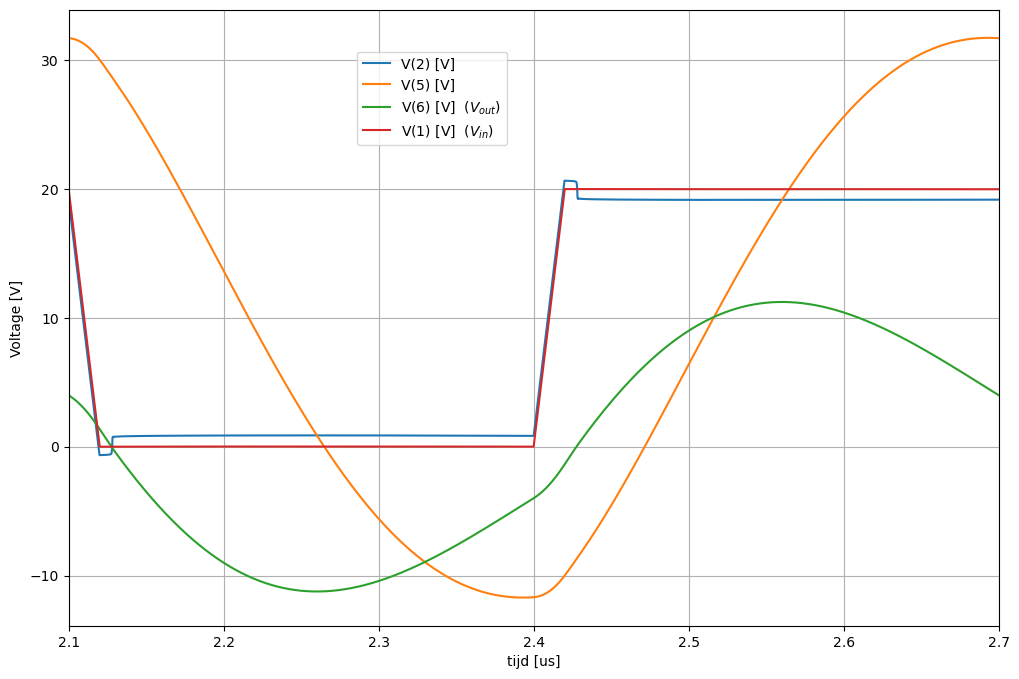 V(2) [V]
V(5) [V]
V(6) [V] (V_out)
V(1) [V] (V_in)
Voltage [V]
30
20
10
0
−10
2.1
2.2
2.3
2.4
2.5
2.6
2.7
tijd [us]